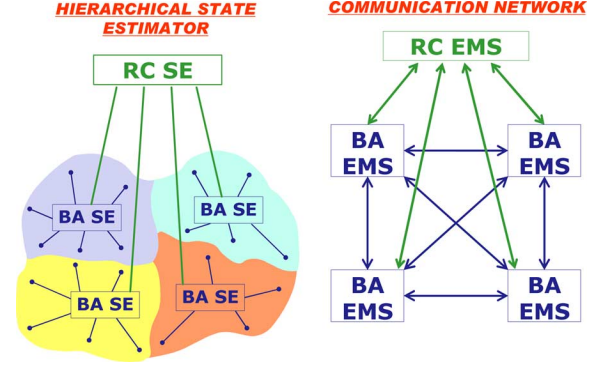 HIERARCHICAL STATE
ESTIMATOR
RC SE
BA SE
BA SE
BA SE
BA SE
COMMUNICATION NETWORK
RC EMS
BA
EMS
BA
EMS
BA
EMS
BA
EMS